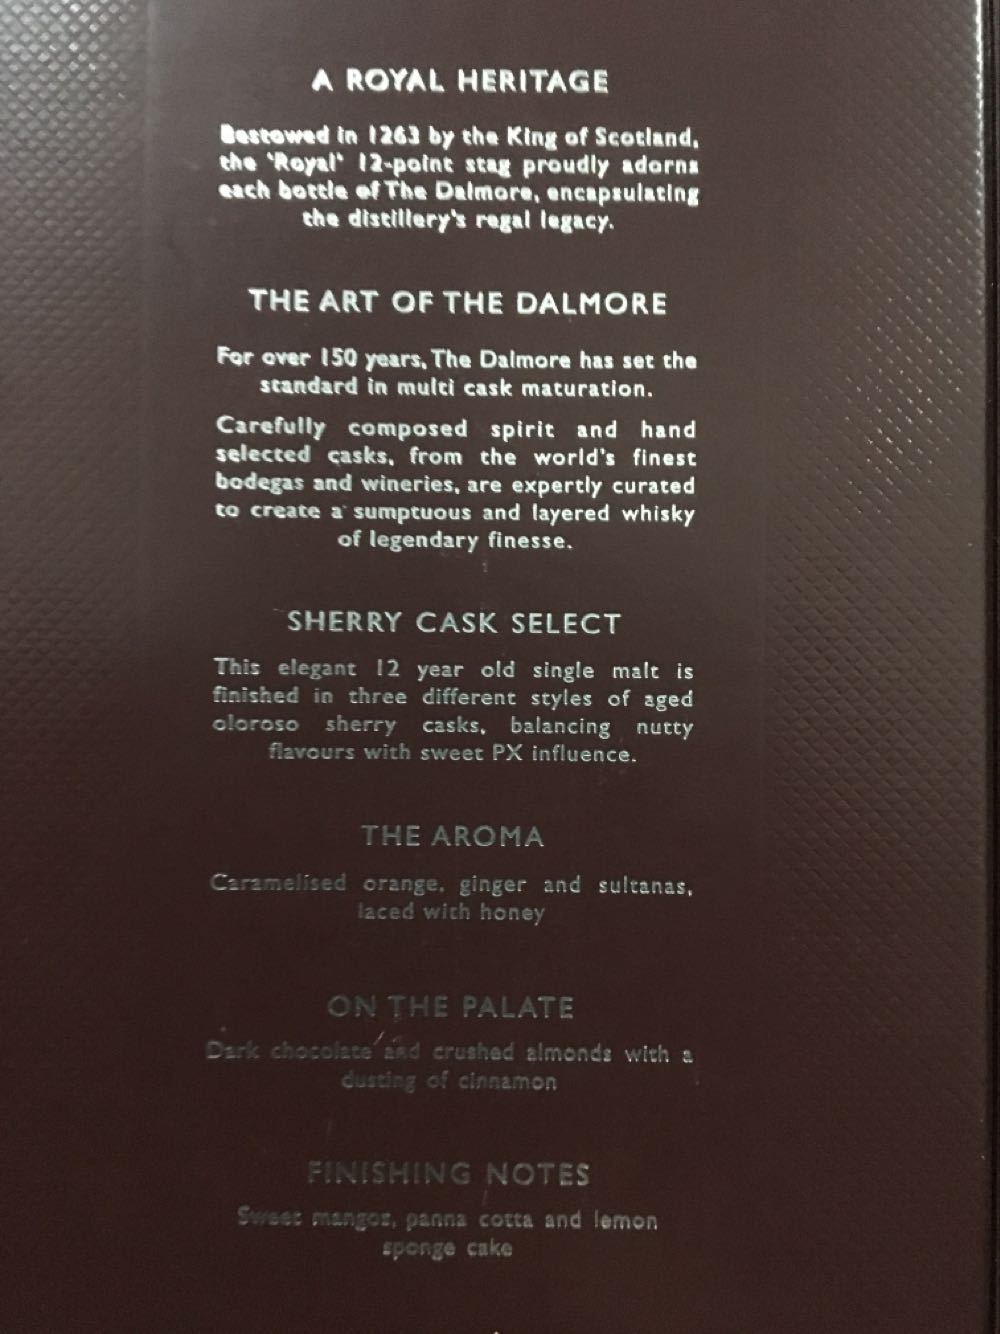 A ROYAL HERITAGE
Bestowed in 1263 by the King of Scotland,
the 'Royal' 12-point stag proudly adorns
each bottle of The Dalmore, encapsulating
the distillery's regal legacy.
THE ART OF THE DALMORE
For over 150 years, The Dalmore has set the
standard in multi cask maturation.
Carefully composed spirit and hand
selected casks, from the world's finest
bodegas and wineries, are expertly curated
to create a sumptuous and layered whisky
of legendary finesse.
SHERRY CASK SELECT
This elegant 12 year old single malt is
finished in three different styles of aged
oloroso sherry casks, balancing nutty
flavours with sweet PX influence.
THE AROMA
Caramelised orange, ginger and sultanas,
laced with honey
ON THE PALATE
Dark chocolate and crushed almonds with a
dusting of cinnamon
FINISHING NOTES
Sweet mangos, panna cotta and lemon
sponge cake